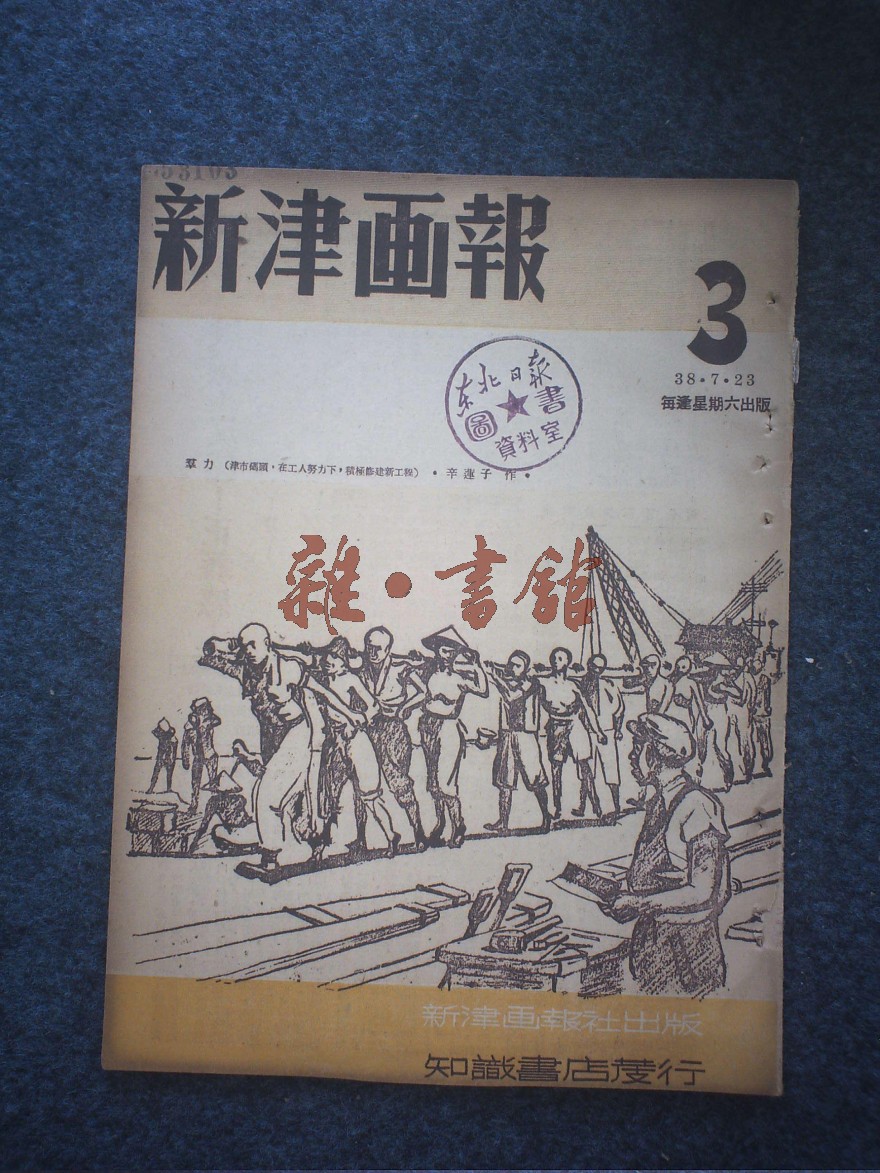 新津画報
3
38·7·23
每逢星期六出版
東北日報
圖書
資料室
羣力（津市碼頭，在工人努力下，積極修建新工程）·辛蓮子 作·
雜·書館
新津画報社出版
知識書店發行